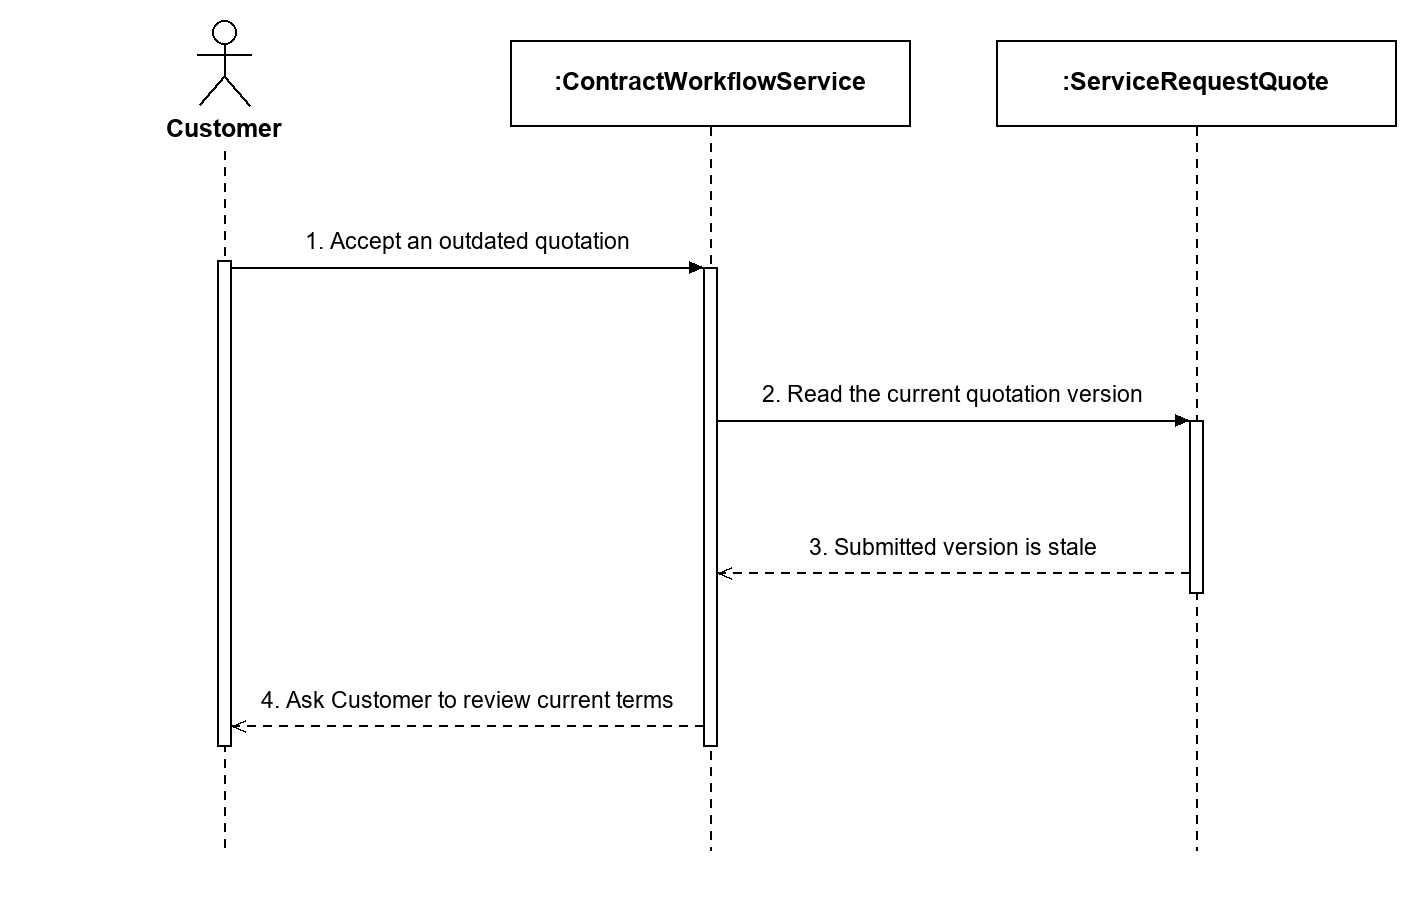 Customer
:ContractWorkflowService
:ServiceRequestQuote
1. Accept an outdated quotation
2. Read the current quotation version
3. Submitted version is stale
4. Ask Customer to review current terms